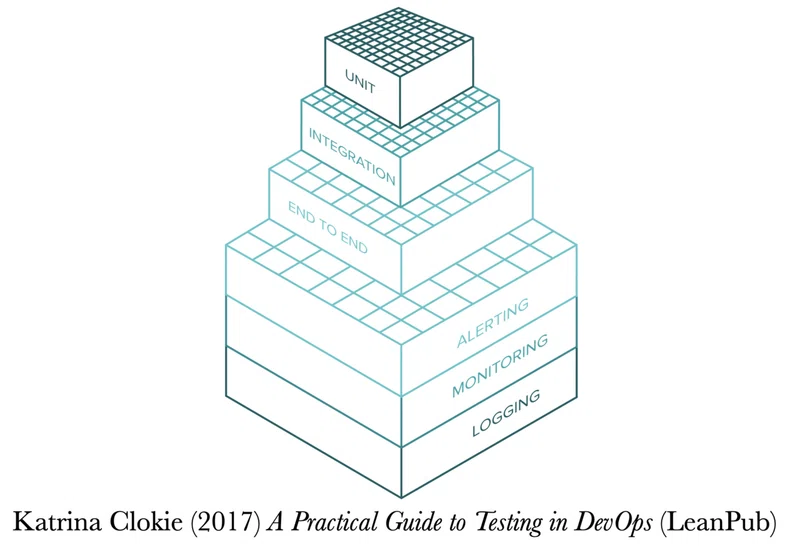 UNIT
INTEGRATION
END TO END
ALERTING
MONITORING
LOGGING
Katrina Clokie (2017) A Practical Guide to Testing in DevOps (LeanPub)